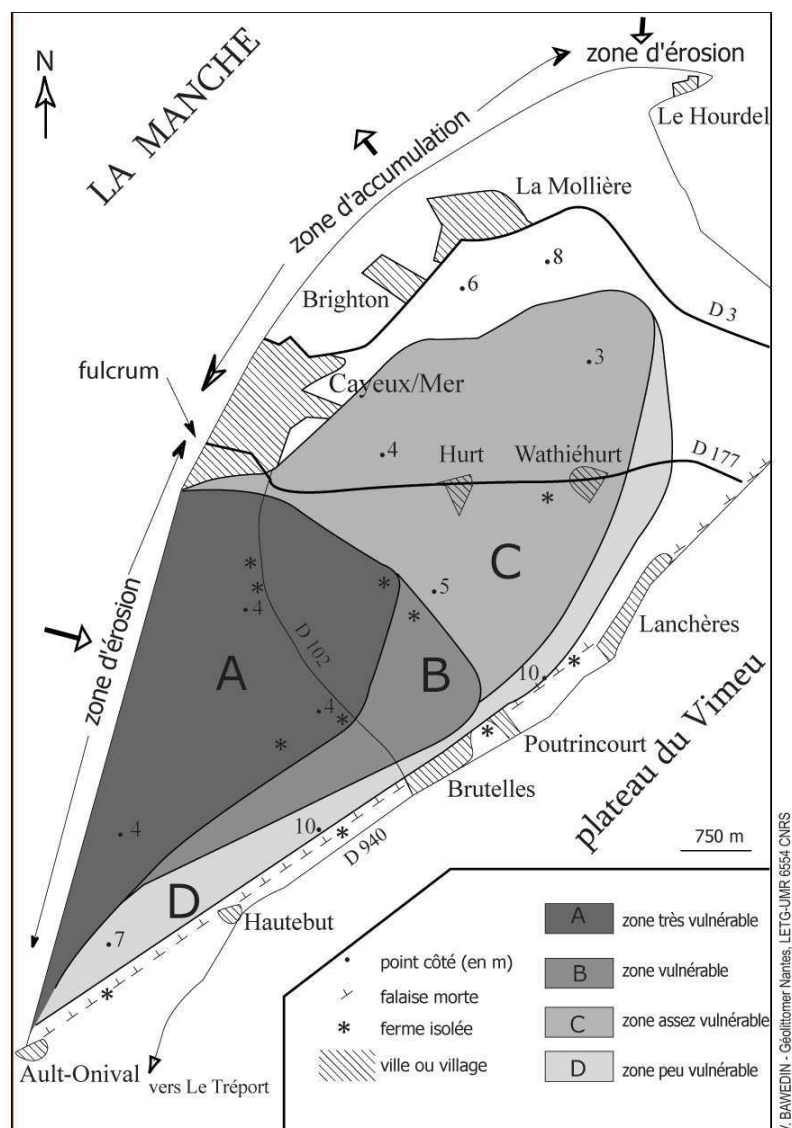 N
LA MANCHE
zone d'érosion
Le Hourdel
zone d'accumulation
La Mollière
8
6
Brighton
D 3
fulcrum
3
Cayeux/Mer
4
Hurt
Wathiéhurt
D 177
C
5
4
A
D 102
B
Lanchères
zone d'érosion
10
4
Poutrincourt
plateau du Vimeu
Brutelles
4
10
D 940
750 m
D
Hautebut
7
Ault-Onival
vers Le Tréport
point côté (en m)
falaise morte
ferme isolée
ville ou village
A zone très vulnérable
B zone vulnérable
C zone assez vulnérable
D zone peu vulnérable
V. BAWEDIN - Géolittomer Nantes, LETG-UMR 6554 CNRS